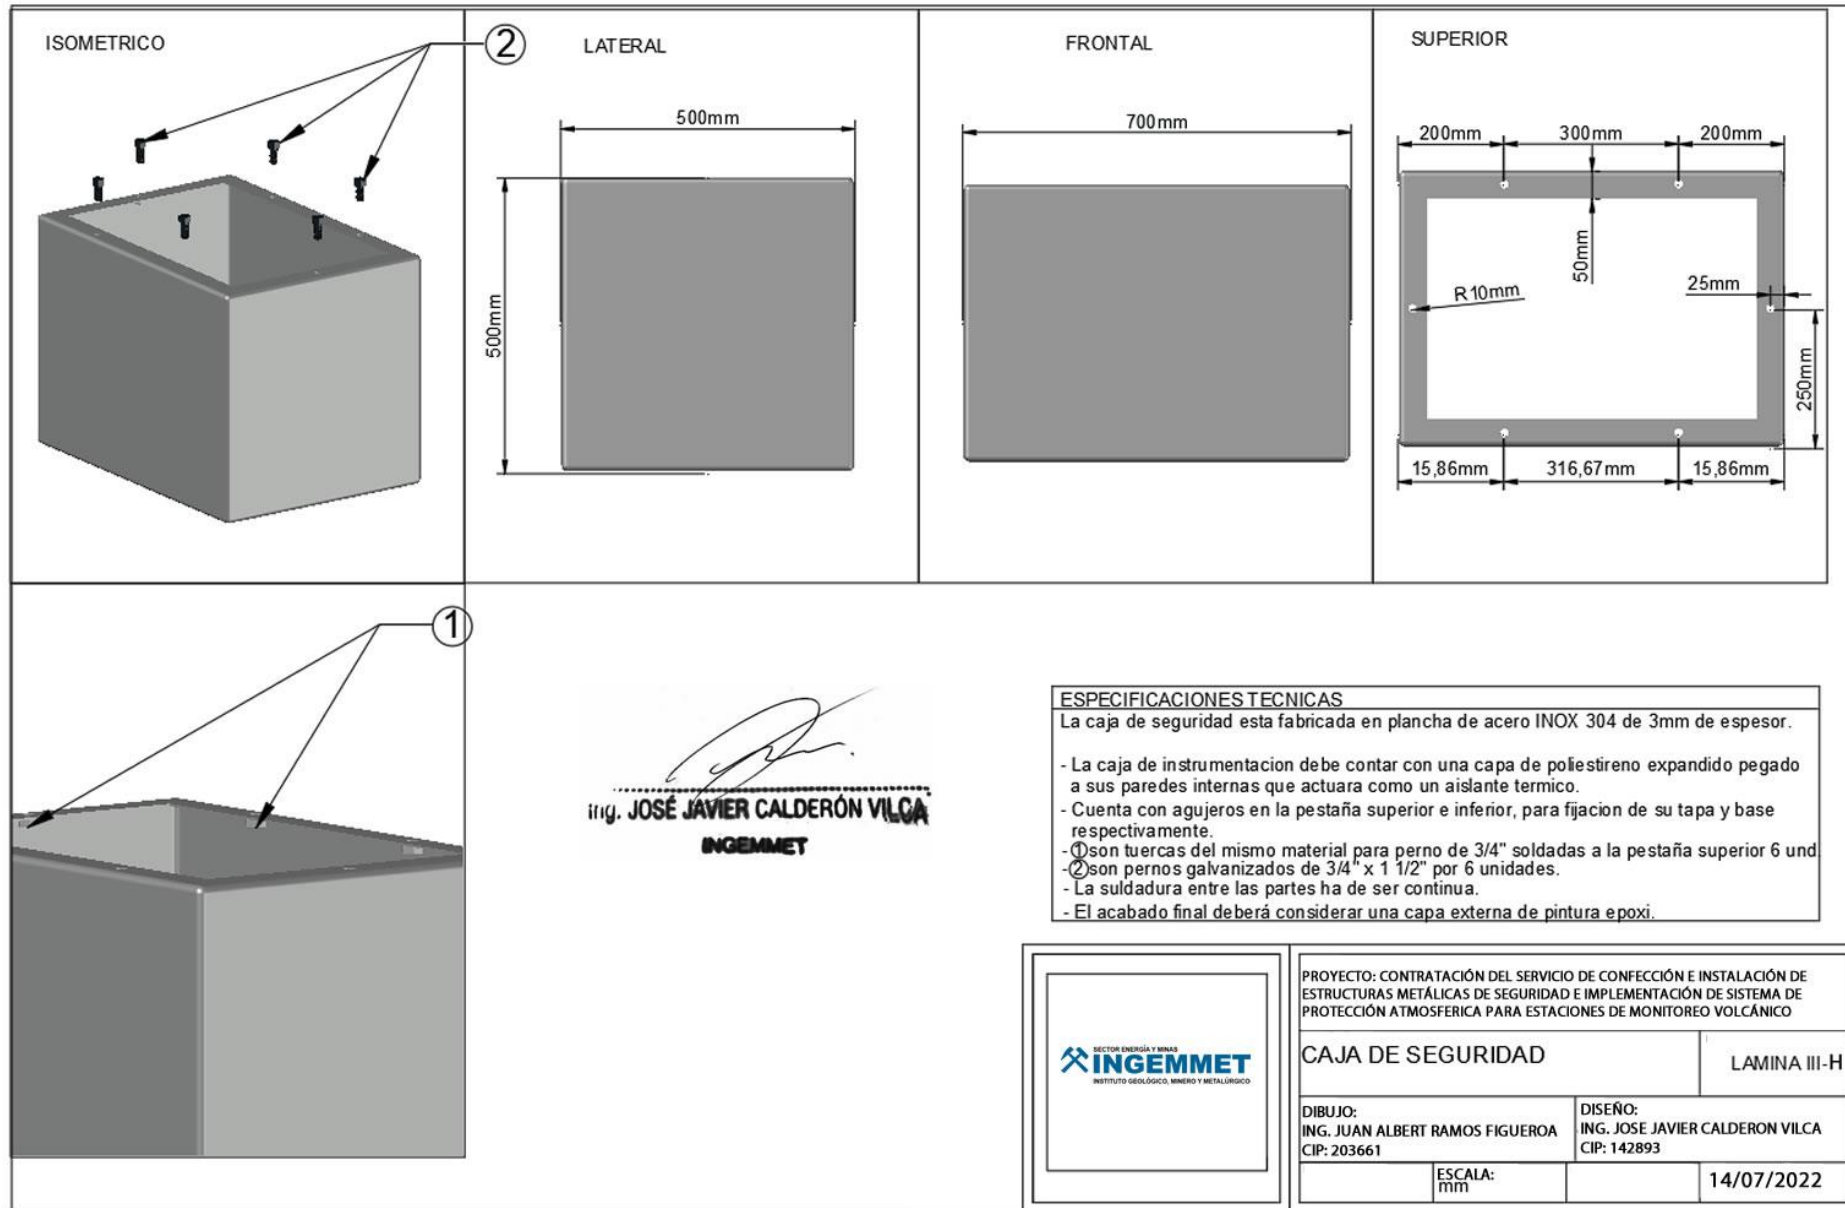 ISOMETRICO
2
LATERAL
500mm
500mm
FRONTAL
700mm
SUPERIOR
200mm
300mm
200mm
50mm
R10mm
25mm
250mm
15,86mm
316,67mm
15,86mm
1
ing. JOSÉ JAVIER CALDERÓN VILCA
INGEMMET
ESPECIFICACIONES TECNICAS
La caja de seguridad esta fabricada en plancha de acero INOX 304 de 3mm de espesor.
- La caja de instrumentacion debe contar con una capa de poliestireno expandido pegado
a sus paredes internas que actuara como un aislante termico.
- Cuenta con agujeros en la pestaña superior e inferior, para fijacion de su tapa y base
respectivamente.
- ① son tuercas del mismo material para perno de 3/4" soldadas a la pestaña superior 6 und.
- ② son pernos galvanizados de 3/4" x 1 1/2" por 6 unidades.
- La suldadura entre las partes ha de ser continua.
- El acabado final deberá considerar una capa externa de pintura epoxi.
SECTOR ENERGÍA Y MINAS
INGEMMET
INSTITUTO GEOLÓGICO, MINERO Y METALÚRGICO
PROYECTO: CONTRATACIÓN DEL SERVICIO DE CONFECCIÓN E INSTALACIÓN DE
ESTRUCTURAS METÁLICAS DE SEGURIDAD E IMPLEMENTACIÓN DE SISTEMA DE
PROTECCIÓN ATMOSFERICA PARA ESTACIONES DE MONITOREO VOLCÁNICO
CAJA DE SEGURIDAD
LAMINA III-H
DIBUJO:
ING. JUAN ALBERT RAMOS FIGUEROA
CIP: 203661
DISEÑO:
ING. JOSE JAVIER CALDERON VILCA
CIP: 142893
ESCALA:
mm
14/07/2022